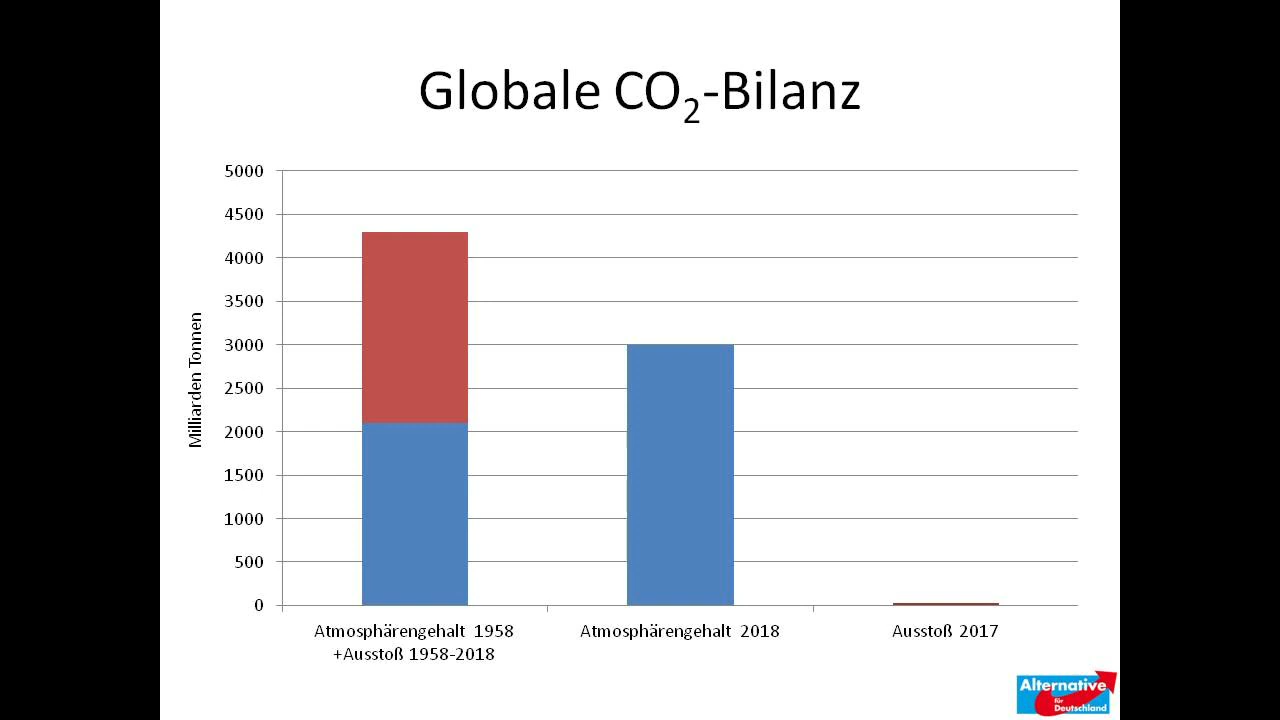 Globale CO₂-Bilanz
Milliarden Tonnen
5000
4500
4000
3500
3000
2500
2000
1500
1000
500
0
Atmosphärengehalt 1958
+Ausstoß 1958-2018
Atmosphärengehalt 2018
Ausstoß 2017
Alternative
für
Deutschland